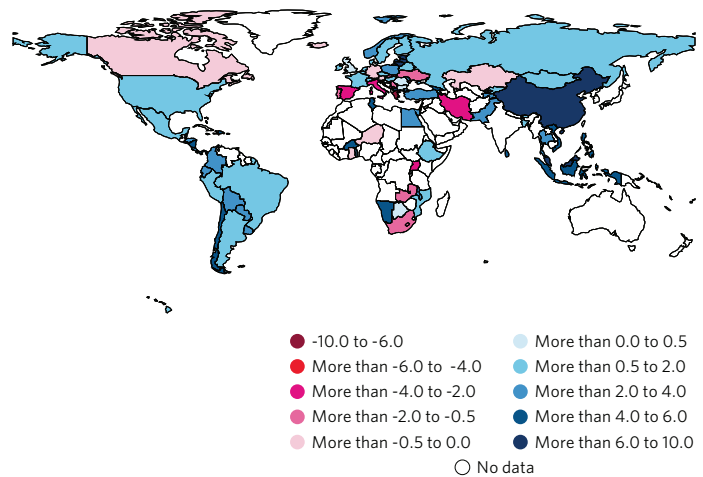 -10.0 to -6.0
More than -6.0 to -4.0
More than -4.0 to -2.0
More than -2.0 to -0.5
More than -0.5 to 0.0
More than 0.0 to 0.5
More than 0.5 to 2.0
More than 2.0 to 4.0
More than 4.0 to 6.0
More than 6.0 to 10.0
No data